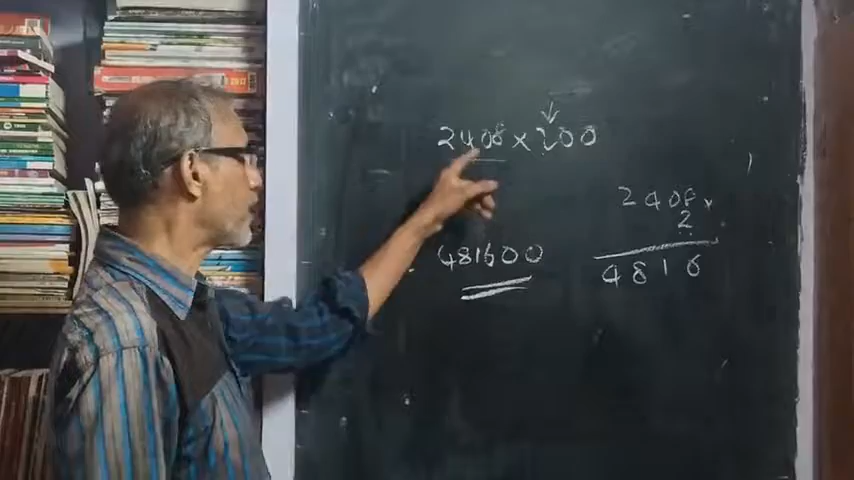 2408 × 200
2408 ×
2
481600
4816